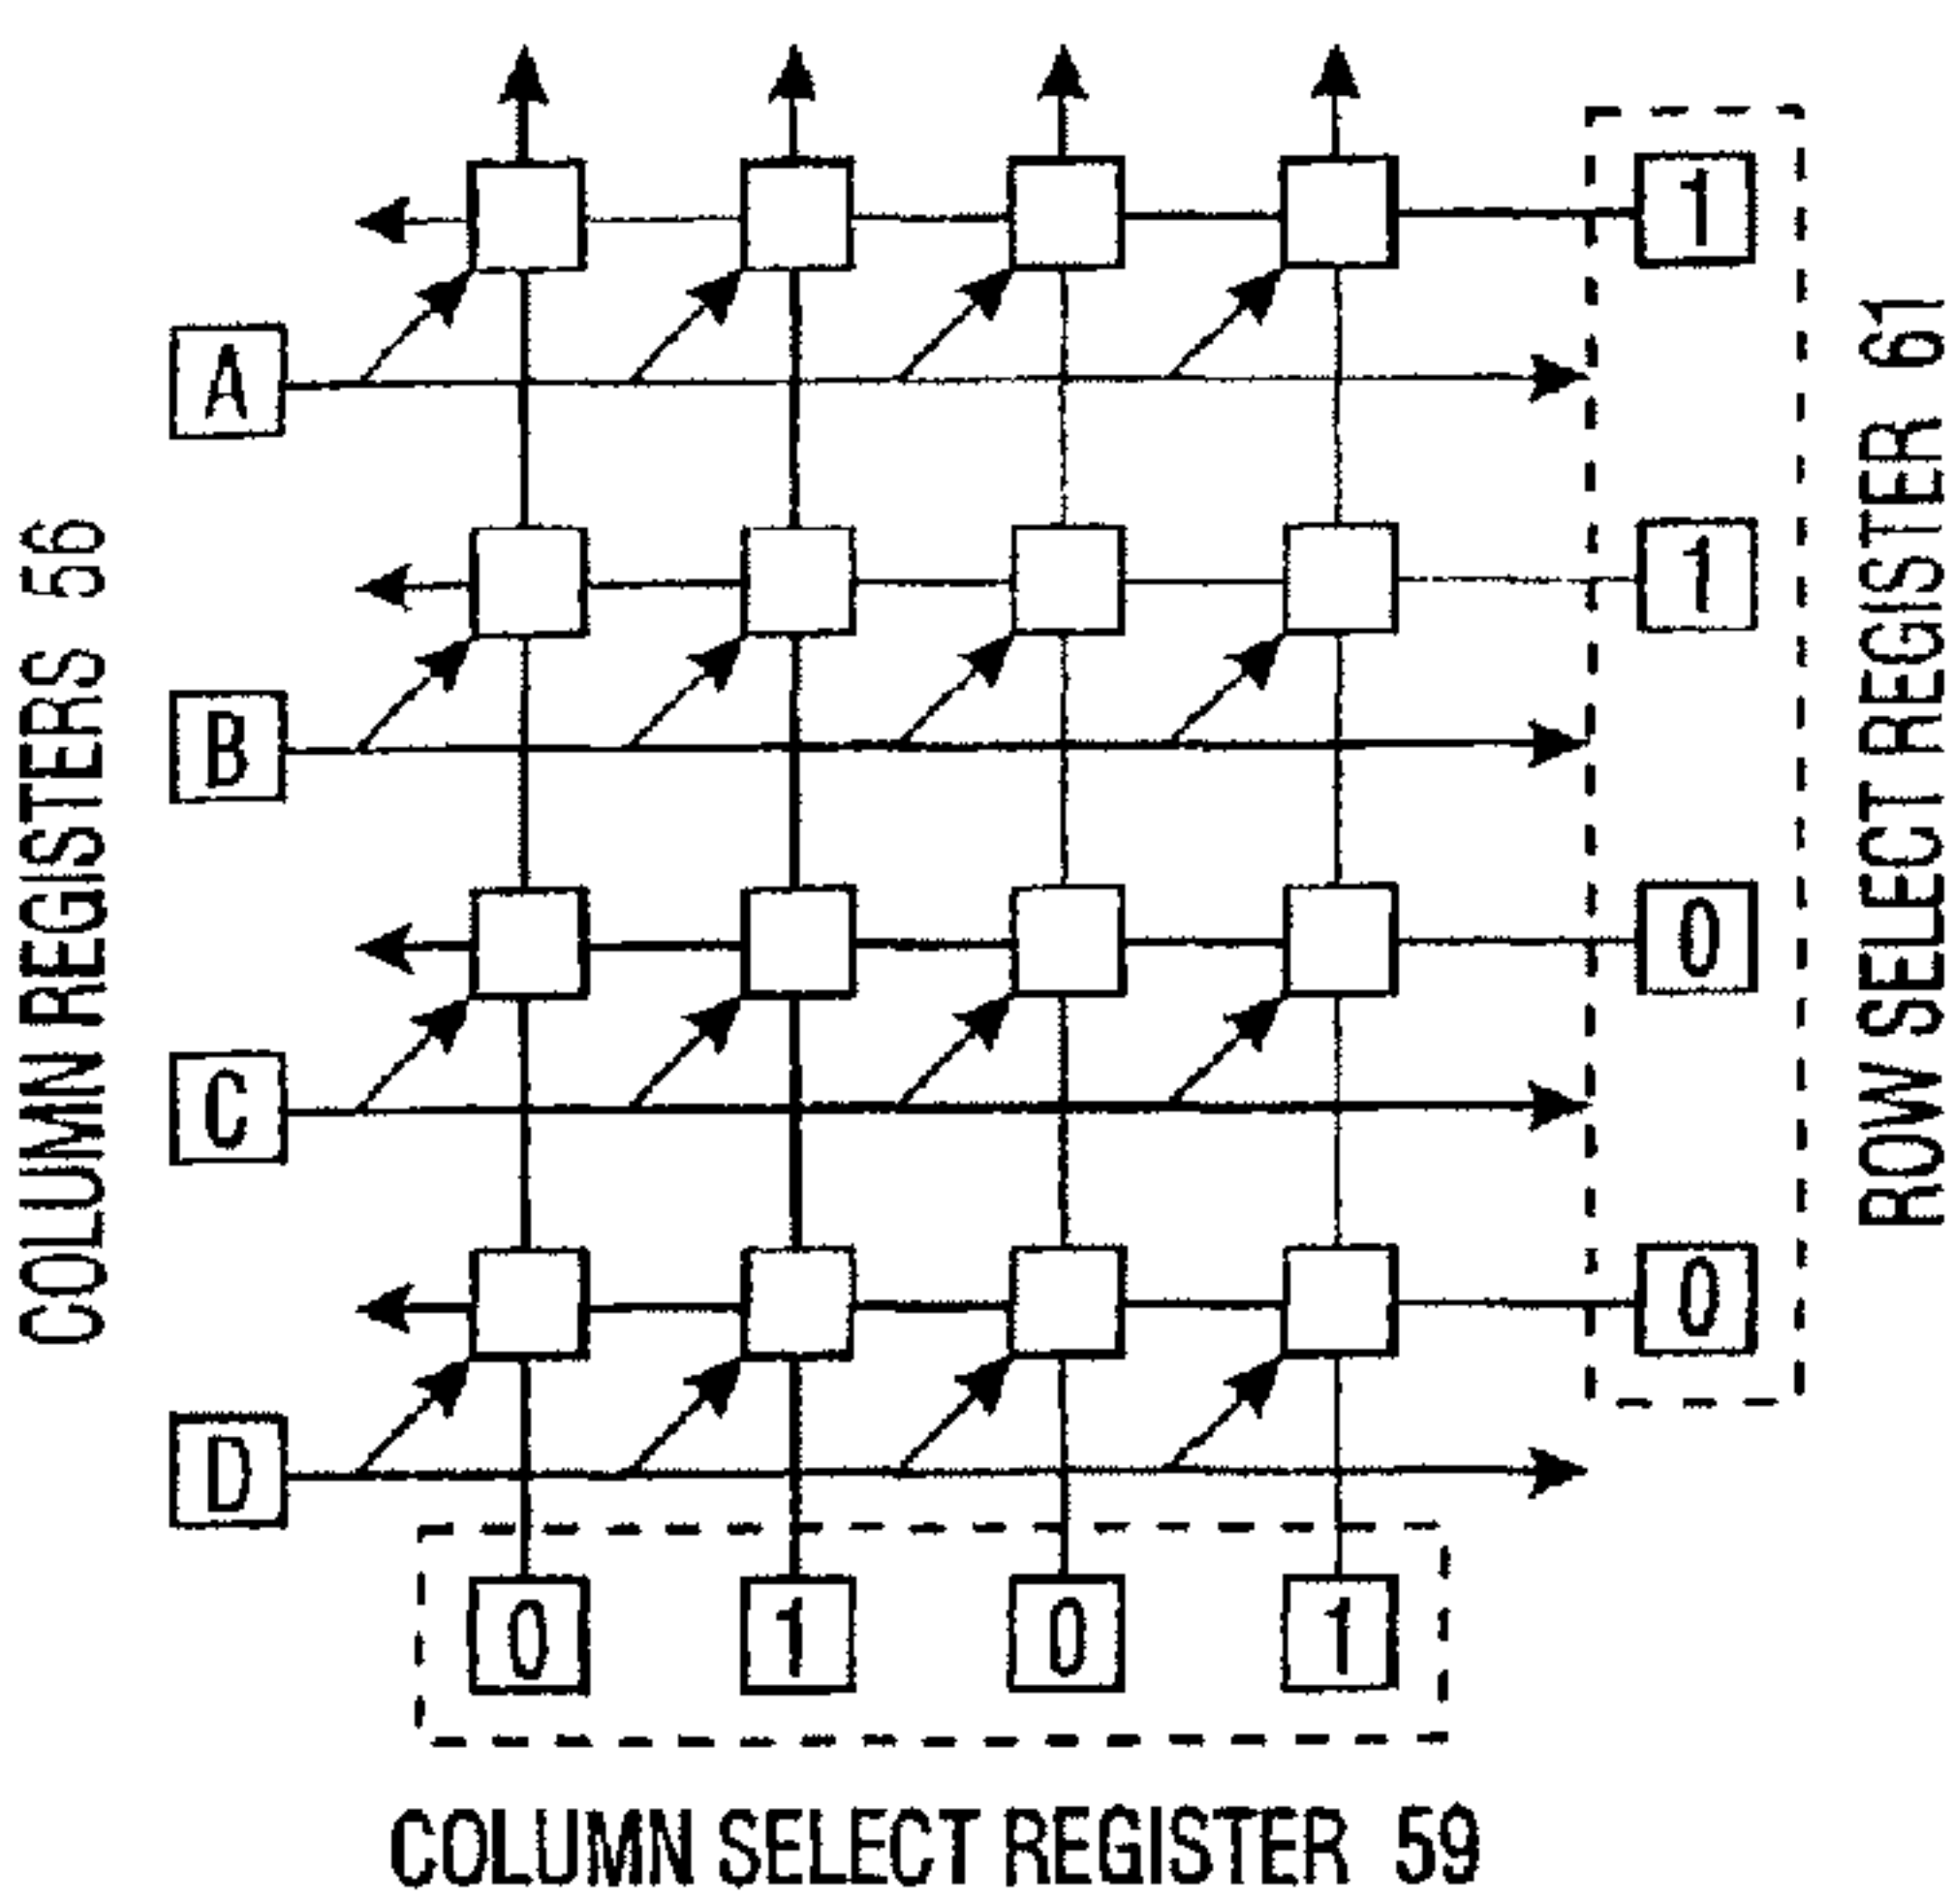 COLUMN REGISTERS 56
A
B
C
D
1
1
0
0
ROW SELECT REGISTER 61
0 1 0 1
COLUMN SELECT REGISTER 59